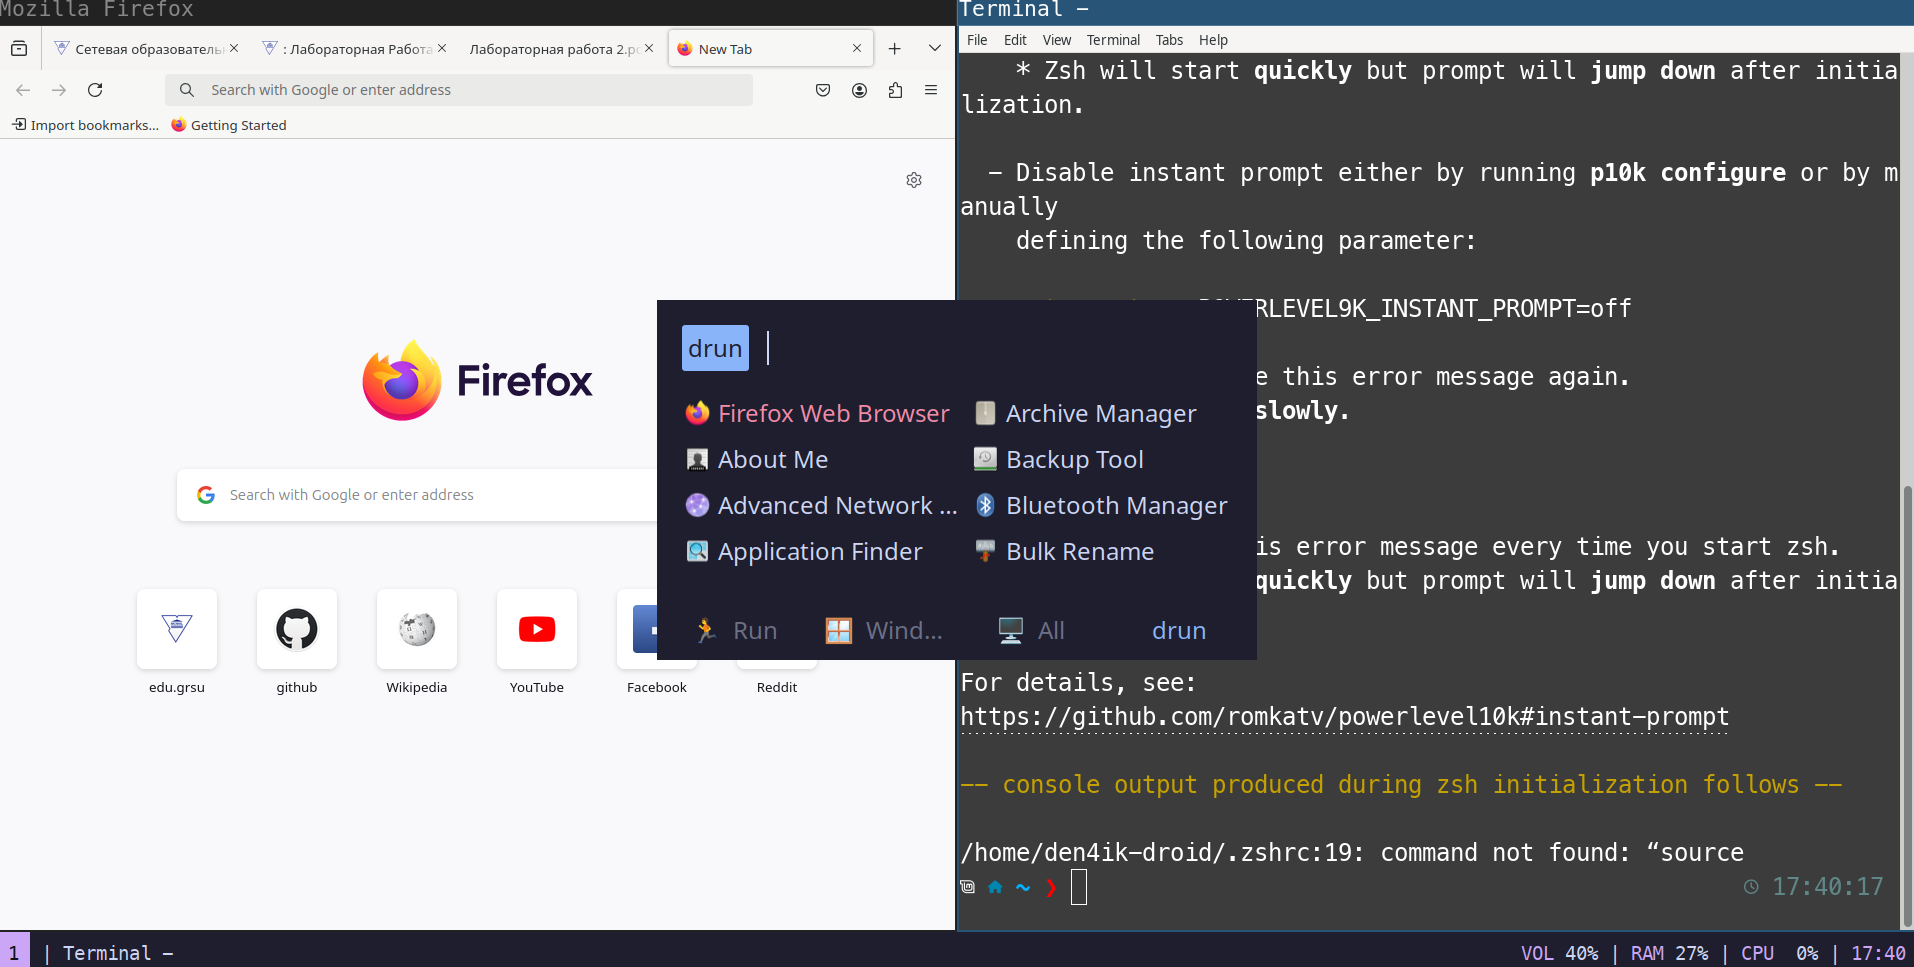 Mozilla Firefox
Сетевая образователь
: Лабораторная Работа
Лабораторная работа 2.pd
New Tab
Search with Google or enter address
Import bookmarks...
Getting Started
Firefox
Search with Google or enter address
edu.grsu
github
Wikipedia
YouTube
Facebook
Reddit
Terminal –
File Edit View Terminal Tabs Help
* Zsh will start quickly but prompt will jump down after initia
lization.
– Disable instant prompt either by running p10k configure or by m
anually
defining the following parameter:
RLEVEL9K_INSTANT_PROMPT=off
e this error message again.
slowly.
is error message every time you start zsh.
quickly but prompt will jump down after initia
For details, see:
https://github.com/romkatv/powerlevel10k#instant-prompt
-- console output produced during zsh initialization follows --
/home/den4ik-droid/.zshrc:19: command not found: “source
~ ❯
17:40:17
drun
Firefox Web Browser
Archive Manager
About Me
Backup Tool
Advanced Network ...
Bluetooth Manager
Application Finder
Bulk Rename
Run
Wind...
All
drun
1 | Terminal –
VOL 40% | RAM 27% | CPU 0% | 17:40